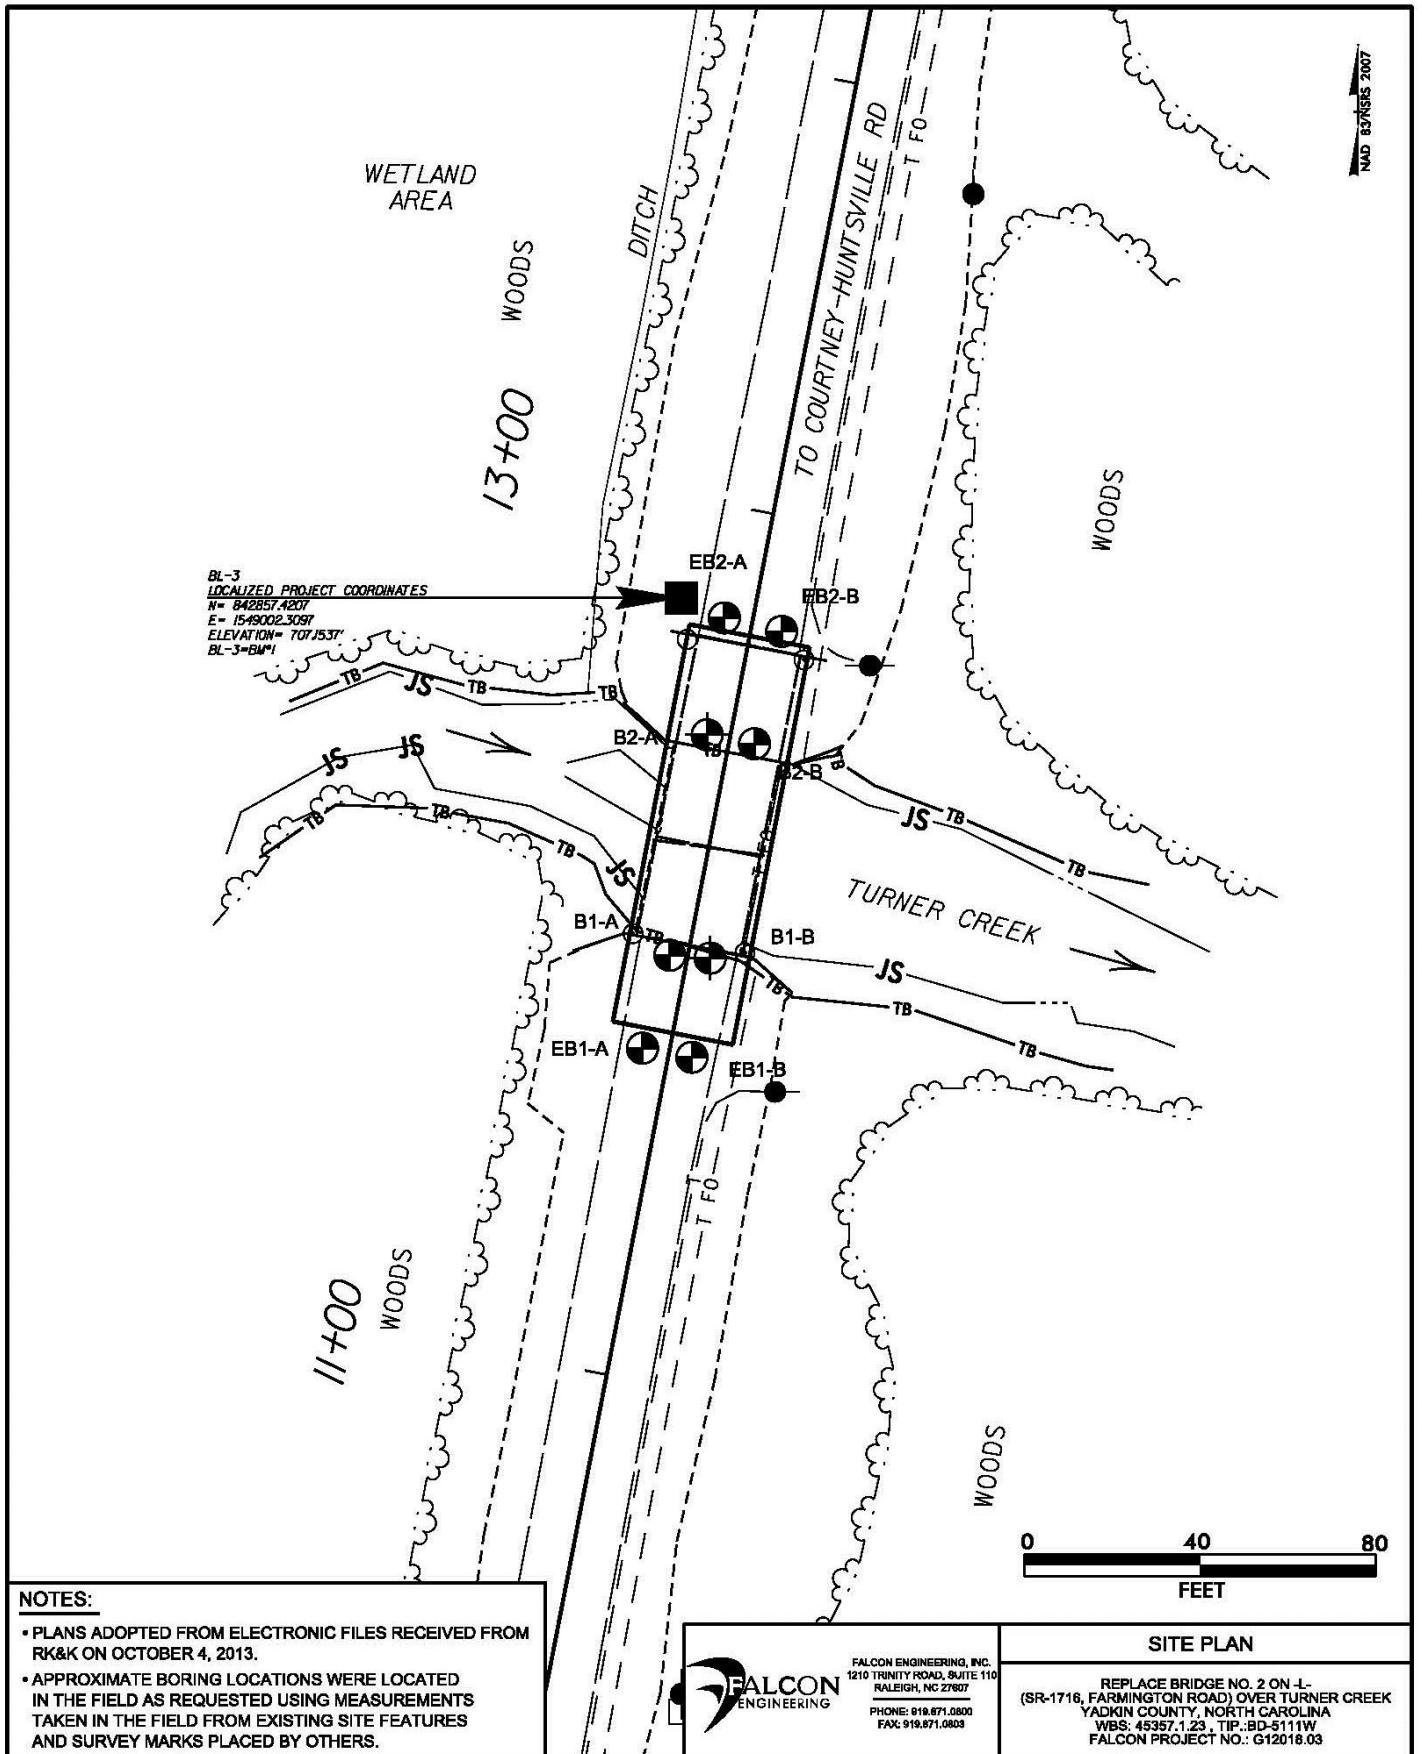 NAD 83/NSRS 2007
WETLAND
AREA
WOODS
DITCH
TO COURTNEY-HUNTSVILLE RD
T FO
13+00
WOODS
EB2-A
EB2-B
BL-3
LOCALIZED PROJECT COORDINATES
N= 842857.4207
E= 1549002.3097
ELEVATION= 707.1537'
BL-3=BM#1
TB
JS
TB
TB
B2-A
TB
B2-B
TB
JS
JS
TB
TB
TB
JS
JS
TB
TB
TURNER CREEK
B1-A
TB
B1-B
JS
TB
TB
TB
EB1-A
EB1-B
T FO
11+00
WOODS
WOODS
0 40 80
FEET
NOTES:
• PLANS ADOPTED FROM ELECTRONIC FILES RECEIVED FROM
RK&K ON OCTOBER 4, 2013.
• APPROXIMATE BORING LOCATIONS WERE LOCATED
IN THE FIELD AS REQUESTED USING MEASUREMENTS
TAKEN IN THE FIELD FROM EXISTING SITE FEATURES
AND SURVEY MARKS PLACED BY OTHERS.
FALCON
ENGINEERING
FALCON ENGINEERING, INC.
1210 TRINITY ROAD, SUITE 110
RALEIGH, NC 27607
PHONE: 919.871.0800
FAX: 919.871.0803
SITE PLAN
REPLACE BRIDGE NO. 2 ON -L-
(SR-1716, FARMINGTON ROAD) OVER TURNER CREEK
YADKIN COUNTY, NORTH CAROLINA
WBS: 45357.1.23 , TIP.:BD-5111W
FALCON PROJECT NO.: G12018.03